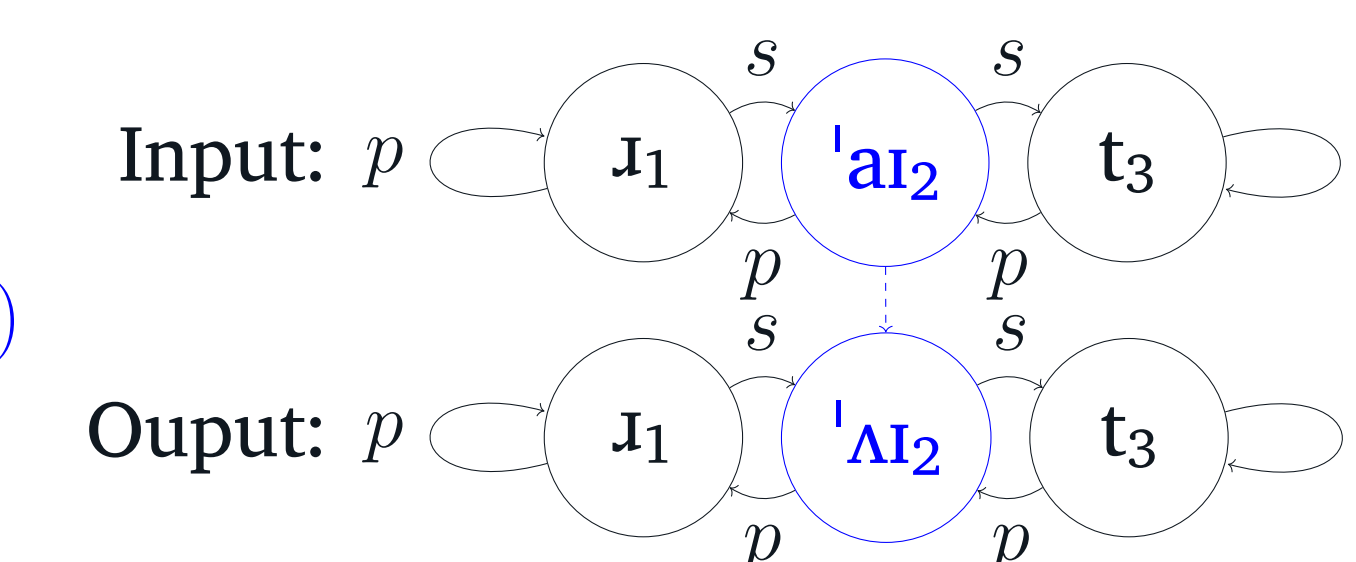 s s
Input: p ɹ1 ˈaɪ2 t3
p p
)
s s
Ouput: p ɹ1 ˈʌɪ2 t3
p p